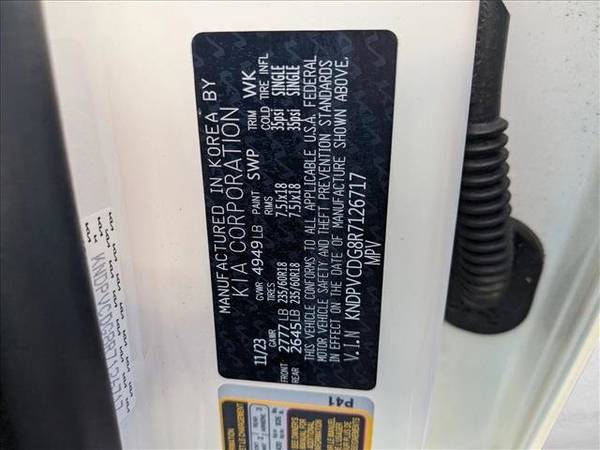 MANUFACTURED IN KOREA BY
KIA CORPORATION
11/23 GVWR 4949LB PAINT SWP TRIM WK
GAWR TIRES RIMS COLD TIRE INFL
FRONT 2777LB 235/60R18 7.5Jx18 35psi SINGLE
REAR 2645LB 235/60R18 7.5Jx18 35psi SINGLE
THIS VEHICLE CONFORMS TO ALL APPLICABLE U.S.A. FEDERAL
MOTOR VEHICLE SAFETY AND THEFT PREVENTION STANDARDS
IN EFFECT ON THE DATE OF MANUFACTURE SHOWN ABOVE.
V.I.N KNDPVCDG8R7126717
MPV
P41